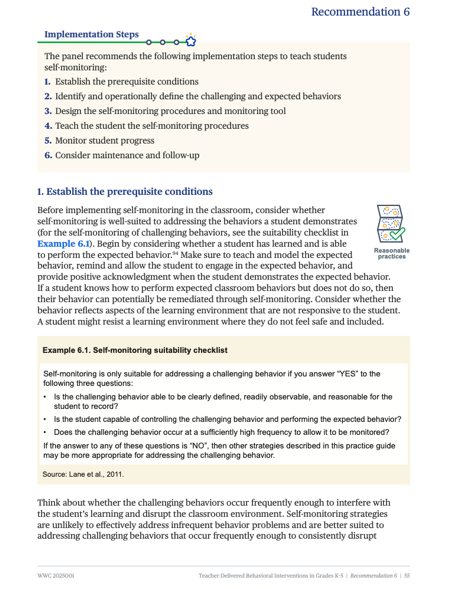 Recommendation 6
Implementation Steps
The panel recommends the following implementation steps to teach students
self-monitoring:
1. Establish the prerequisite conditions
2. Identify and operationally define the challenging and expected behaviors
3. Design the self-monitoring procedures and monitoring tool
4. Teach the student the self-monitoring procedures
5. Monitor student progress
6. Consider maintenance and follow-up
1. Establish the prerequisite conditions
Before implementing self-monitoring in the classroom, consider whether
self-monitoring is well-suited to addressing the behaviors a student demonstrates
(for the self-monitoring of challenging behaviors, see the suitability checklist in
Example 6.1). Begin by considering whether a student has learned and is able
to perform the expected behavior.94 Make sure to teach and model the expected
behavior, remind and allow the student to engage in the expected behavior, and
provide positive acknowledgment when the student demonstrates the expected behavior.
If a student knows how to perform expected classroom behaviors but does not do so, then
their behavior can potentially be remediated through self-monitoring. Consider whether the
behavior reflects aspects of the learning environment that are not responsive to the student.
A student might resist a learning environment where they do not feel safe and included.
Reasonable
practices
Example 6.1. Self-monitoring suitability checklist
Self-monitoring is only suitable for addressing a challenging behavior if you answer "YES" to the
following three questions:
• Is the challenging behavior able to be clearly defined, readily observable, and reasonable for the
student to record?
• Is the student capable of controlling the challenging behavior and performing the expected behavior?
• Does the challenging behavior occur at a sufficiently high frequency to allow it to be monitored?
If the answer to any of these questions is "NO", then other strategies described in this practice guide
may be more appropriate for addressing the challenging behavior.
Source: Lane et al., 2011.
Think about whether the challenging behaviors occur frequently enough to interfere with
the student's learning and disrupt the classroom environment. Self-monitoring strategies
are unlikely to effectively address infrequent behavior problems and are better suited to
addressing challenging behaviors that occur frequently enough to consistently disrupt
WWC 2025001
Teacher-Delivered Behavioral Interventions in Grades K-5 | Recommendation 6 | 55